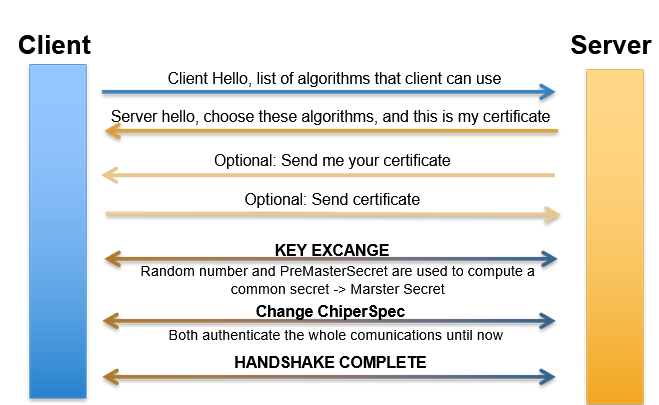 Client
Server
Client Hello, list of algorithms that client can use
Server hello, choose these algorithms, and this is my certificate
Optional: Send me your certificate
Optional: Send certificate
KEY EXCANGE
Random number and PreMasterSecret are used to compute a
common secret -> Marster Secret
Change ChiperSpec
Both authenticate the whole comunications until now
HANDSHAKE COMPLETE